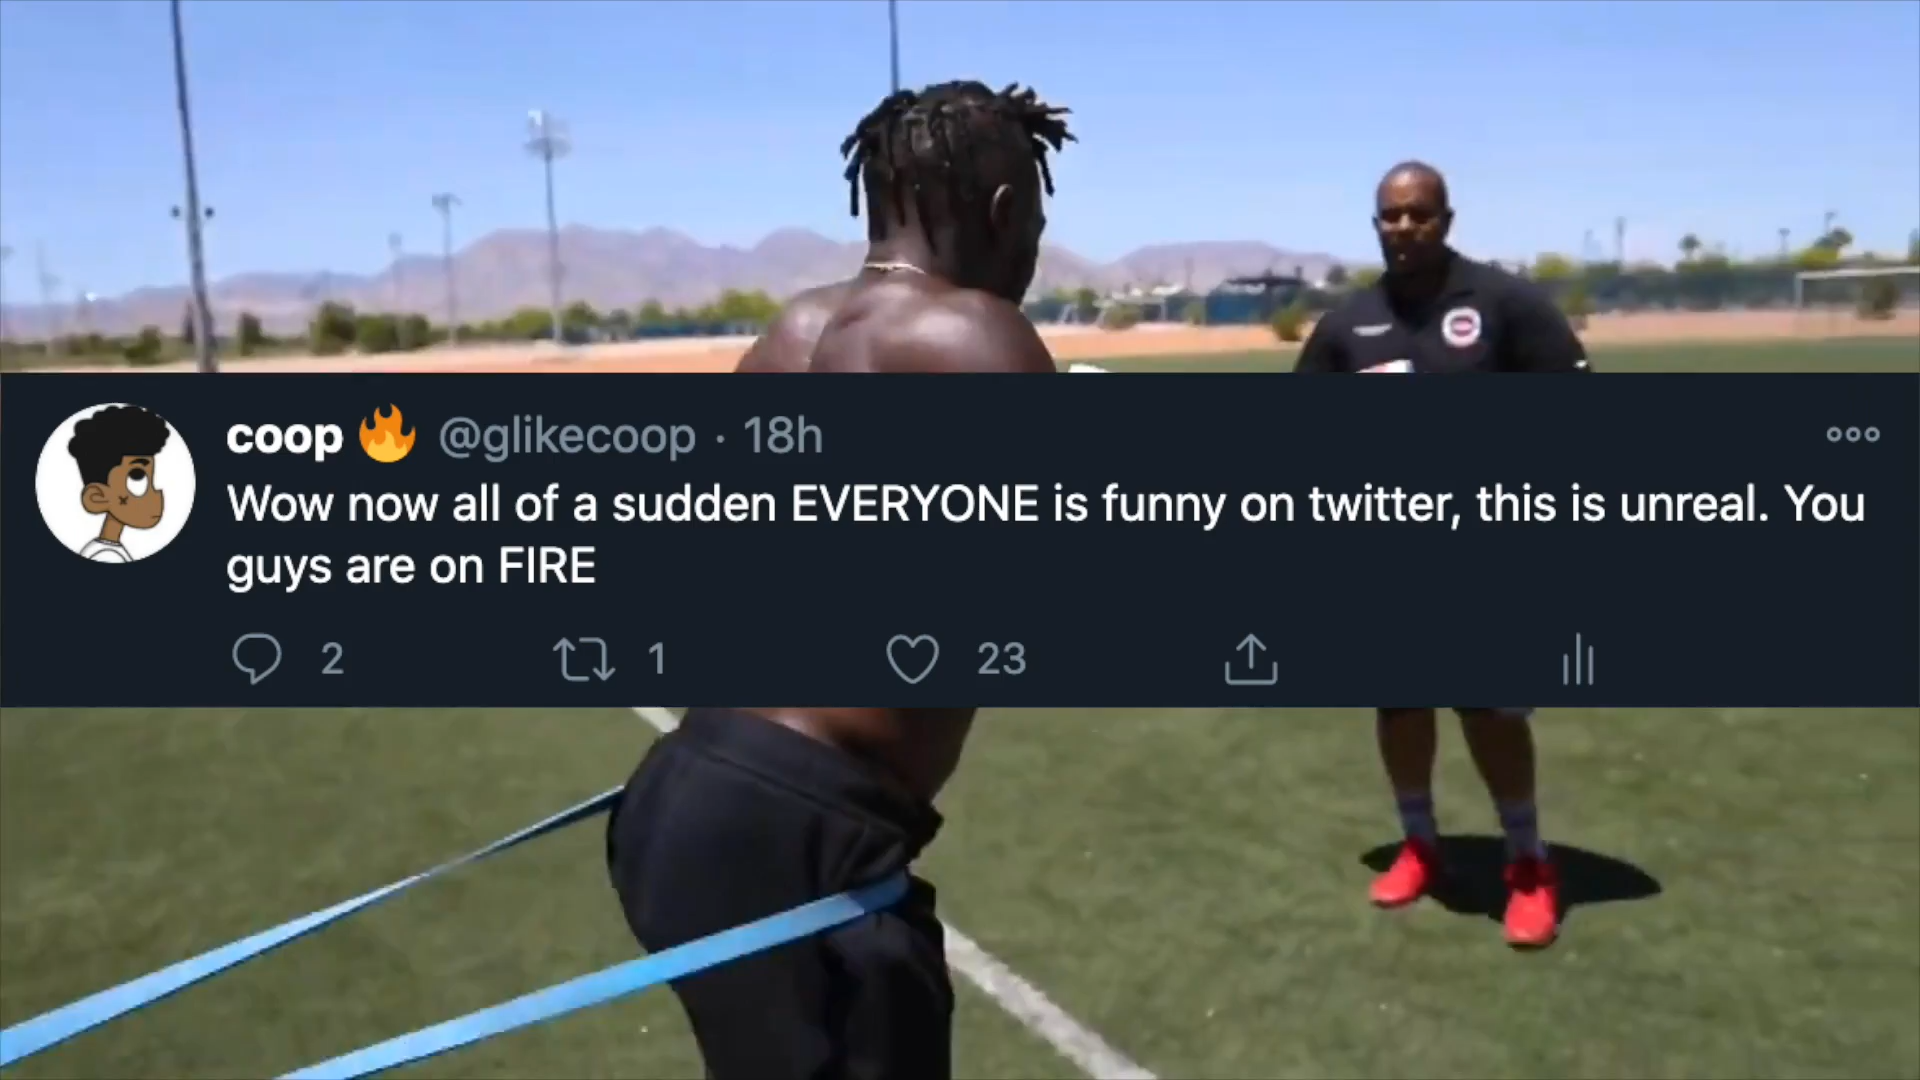 coop🔥 @glikecoop · 18h
Wow now all of a sudden EVERYONE is funny on twitter, this is unreal. You
guys are on FIRE
2 1 23